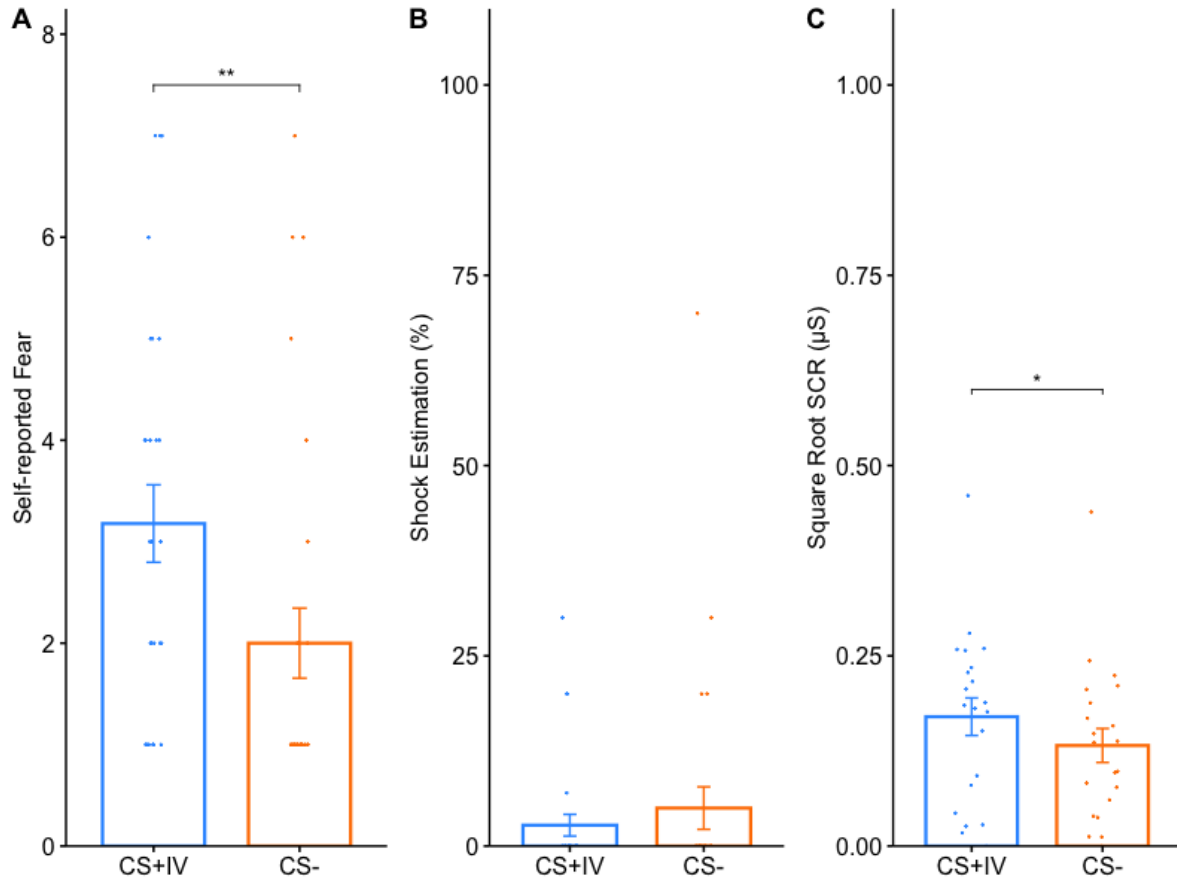 A
8
6
4
2
0
Self-reported Fear
**
CS+IV CS-
B
100
75
50
25
0
Shock Estimation (%)
CS+IV CS-
C
1.00
0.75
0.50
0.25
0.00
Square Root SCR (µS)
*
CS+IV CS-